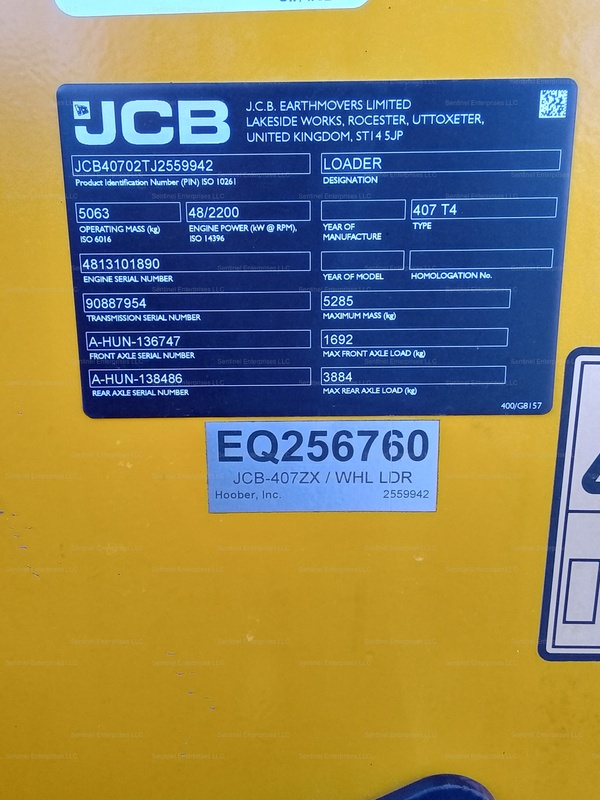 JCB
J.C.B. EARTHMOVERS LIMITED
LAKESIDE WORKS, ROCESTER, UTTOXETER,
UNITED KINGDOM, ST14 5JP
JCB40702TJ2559942
Product Identification Number (PIN) ISO 10261
LOADER
DESIGNATION
5063
OPERATING MASS (kg)
ISO 6016
48/2200
ENGINE POWER (kW @ RPM),
ISO 14396
YEAR OF
MANUFACTURE
407 T4
TYPE
4813101890
ENGINE SERIAL NUMBER
YEAR OF MODEL
HOMOLOGATION No.
90887954
TRANSMISSION SERIAL NUMBER
5285
MAXIMUM MASS (kg)
A-HUN-136747
FRONT AXLE SERIAL NUMBER
1692
MAX FRONT AXLE LOAD (kg)
A-HUN-138486
REAR AXLE SERIAL NUMBER
3884
MAX REAR AXLE LOAD (kg)
400/G8157
EQ256760
JCB-407ZX / WHL LDR
Hoober, Inc. 2559942
Sentinel Enterprises LLC